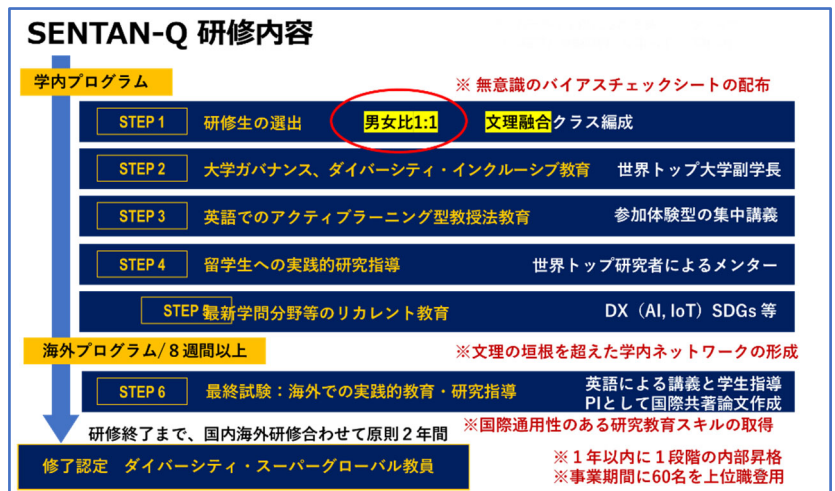 SENTAN-Q 研修内容
学内プログラム
※ 無意識のバイアスチェックシートの配布
STEP 1 研修生の選出 男女比1:1 文理融合クラス編成
STEP 2 大学ガバナンス、ダイバーシティ・インクルーシブ教育 世界トップ大学副学長
STEP 3 英語でのアクティブラーニング型教授法教育 参加体験型の集中講義
STEP 4 留学生への実践的研究指導 世界トップ研究者によるメンター
STEP 最新学問分野等のリカレント教育 DX（AI, IoT）SDGs 等
海外プログラム/８週間以上
※文理の垣根を超えた学内ネットワークの形成
STEP 6 最終試験：海外での実践的教育・研究指導 英語による講義と学生指導
PIとして国際共著論文作成
※国際通用性のある研究教育スキルの取得
研修終了まで、国内海外研修合わせて原則２年間
修了認定 ダイバーシティ・スーパーグローバル教員
※１年以内に１段階の内部昇格
※事業期間に60名を上位職登用